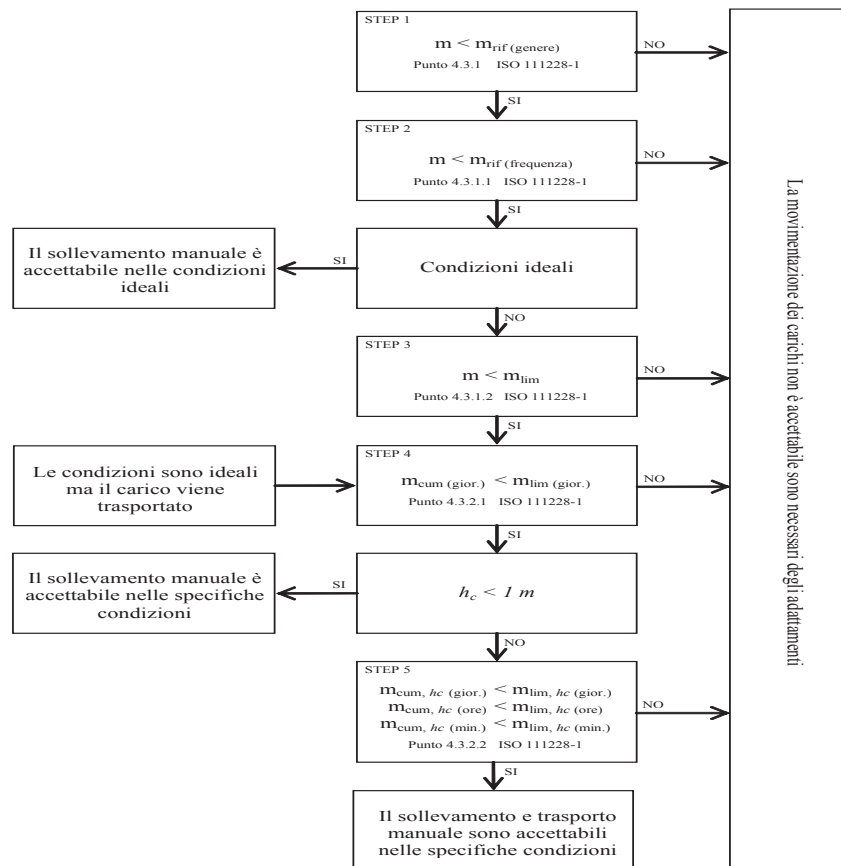 STEP 1
m < mrif (genere)
Punto 4.3.1 ISO 111228-1
NO
SI
STEP 2
m < mrif (frequenza)
Punto 4.3.1.1 ISO 111228-1
NO
SI
Il sollevamento manuale è
accettabile nelle condizioni
ideali
SI
Condizioni ideali
NO
STEP 3
m < mlim
Punto 4.3.1.2 ISO 111228-1
NO
SI
Le condizioni sono ideali
ma il carico viene
trasportato
STEP 4
mcum (gior.) < mlim (gior.)
Punto 4.3.2.1 ISO 111228-1
NO
SI
Il sollevamento manuale è
accettabile nelle specifiche
condizioni
SI
hc < 1 m
NO
STEP 5
mcum, hc (gior.) < mlim, hc (gior.)
mcum, hc (ore) < mlim, hc (ore)
mcum, hc (min.) < mlim, hc (min.)
Punto 4.3.2.2 ISO 111228-1
NO
SI
Il sollevamento e trasporto
manuale sono accettabili
nelle specifiche condizioni
La movimentazione dei carichi non è accettabile sono necessari degli adattamenti